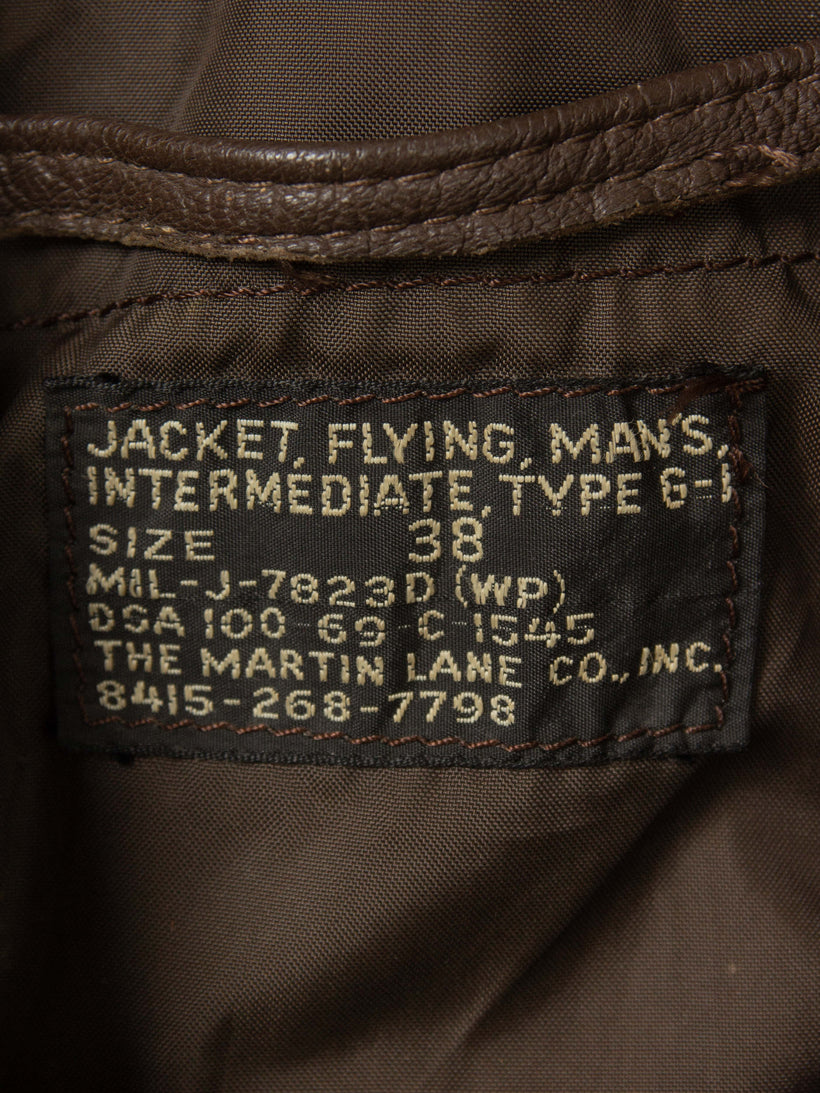 JACKET, FLYING, MAN'S,
INTERMEDIATE, TYPE G-1
SIZE 38
MIL-J-7823D (WP)
DSA 100-69-C-1545
THE MARTIN LANE CO., INC.
8415-268-7798